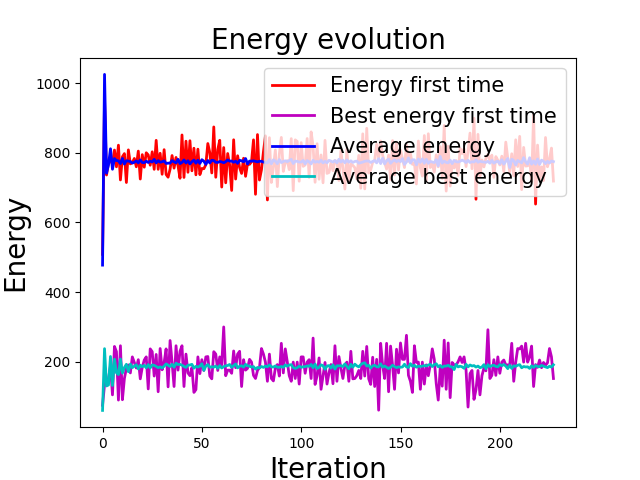 Energy evolution
1000
800
600
400
200
Energy
Energy first time
Best energy first time
Average energy
Average best energy
0
50
100
150
200
Iteration